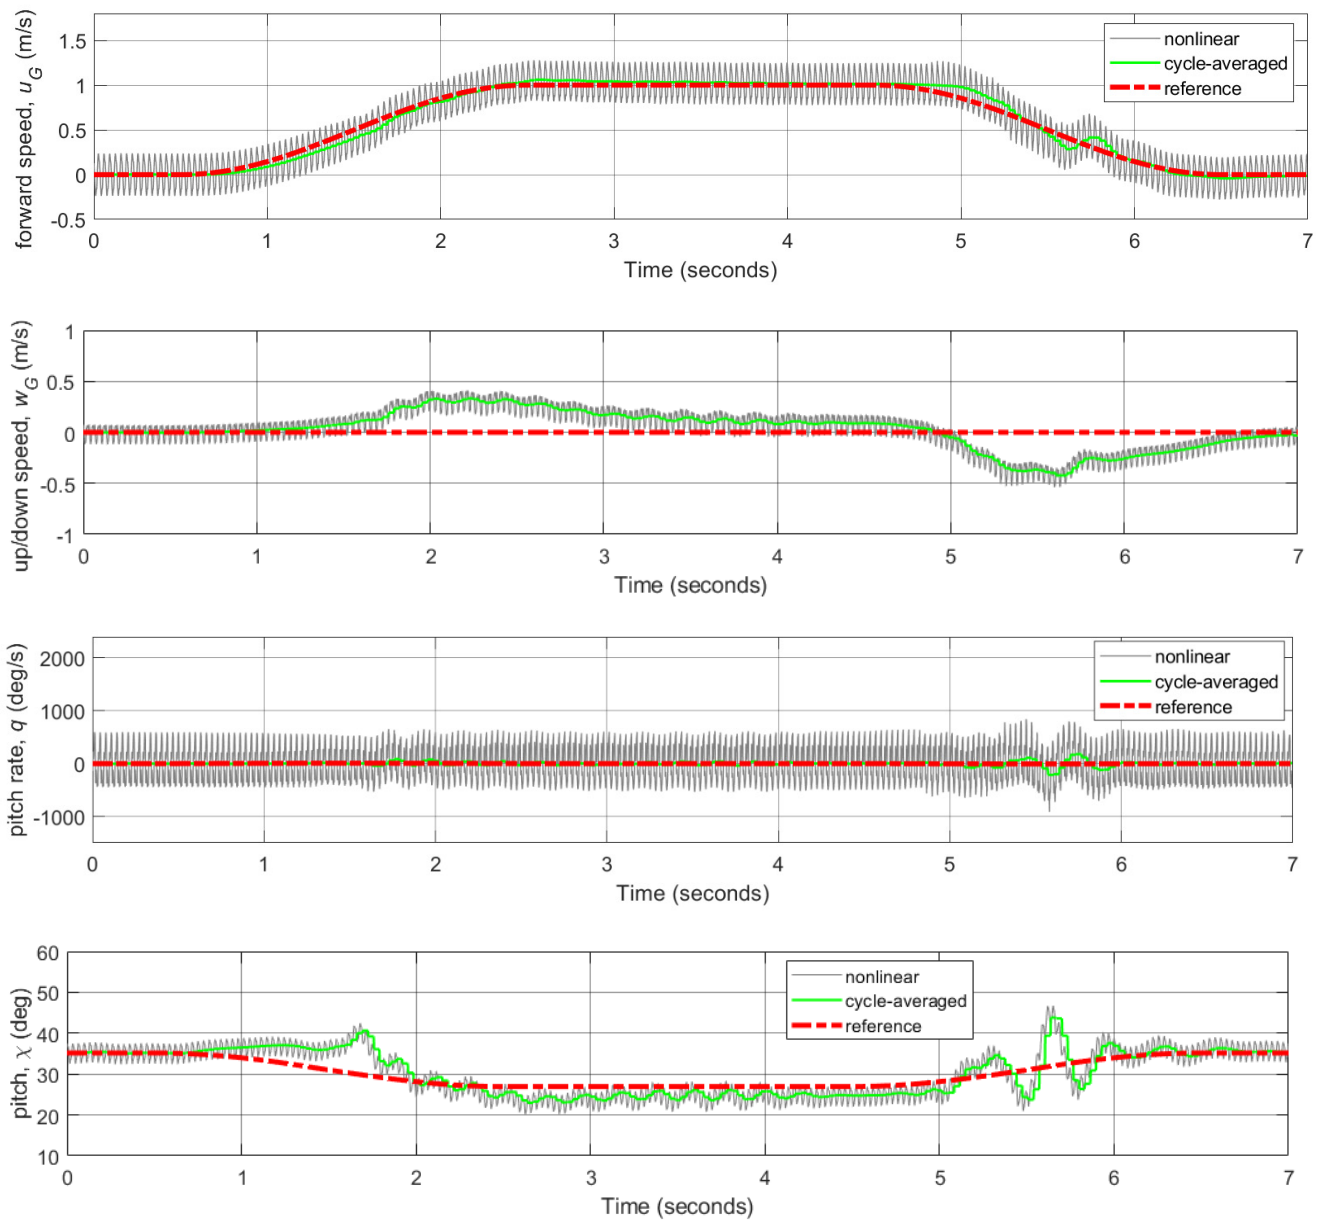 forward speed, u_G (m/s)
1.5
1
0.5
0
-0.5
nonlinear
cycle-averaged
reference
0 1 2 3 4 5 6 7
Time (seconds)
up/down speed, w_G (m/s)
1
0.5
0
-0.5
-1
0 1 2 3 4 5 6 7
Time (seconds)
pitch rate, q (deg/s)
2000
1000
0
-1000
nonlinear
cycle-averaged
reference
0 1 2 3 4 5 6 7
Time (seconds)
pitch, χ (deg)
60
50
40
30
20
10
nonlinear
cycle-averaged
reference
0 1 2 3 4 5 6 7
Time (seconds)